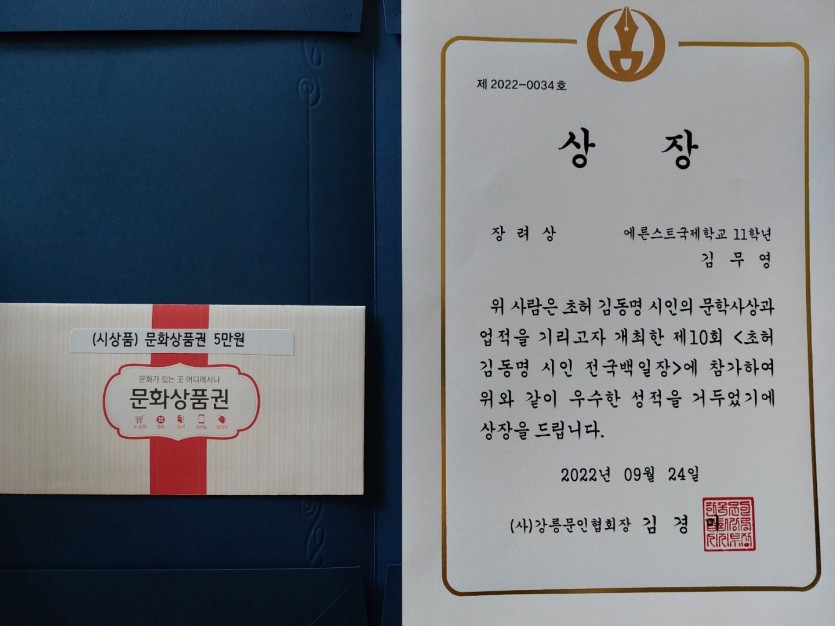 (시상품) 문화상품권 5만원
문화가 있는 곳 어디에서나
문화상품권
제 2022-0034호
상 장
장 려 상
에른스트국제학교 11학년
김 무 영
위 사람은 초허 김동명 시인의 문학사상과
업적을 기리고자 개최한 제10회 <초허
김동명 시인 전국백일장>에 참가하여
위와 같이 우수한 성적을 거두었기에
상장을 드립니다.
2022년 09월 24일
(사)강릉문인협회장 김 경